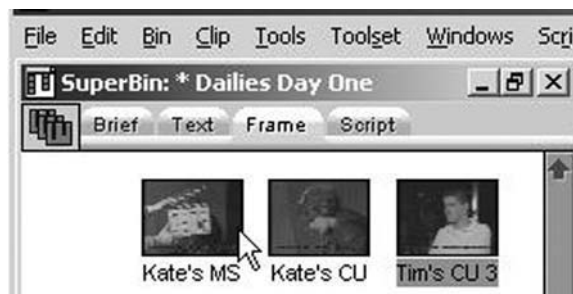 File Edit Bin Clip Tools Toolset Windows Scri
SuperBin: * Dailies Day One
Brief Text Frame Script
Kate's MS Kate's CU Tim's CU 3